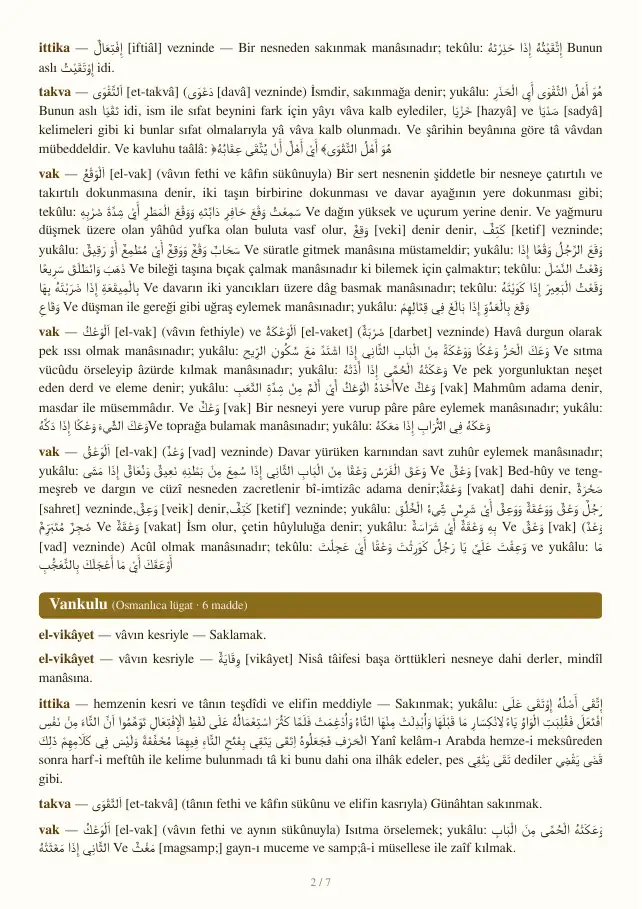 ittika — إِفْتِعَالٌ [iftiâl] vezninde — Bir nesneden sakınmak manâsınadır; tekûlu: إِتَّقَيْتُهُ إِذَا حَذِرْتَهُ Bunun
aslı إِوْتَقَيْتُ idi.
takva — اَلتَّقْوٰى [et-takvâ] (دَعْوٰى [davâ] vezninde) İsmdir, sakınmağa denir; yukâlu: هُوَ أَهْلُ التَّقْوٰى أَيِ الْحَذَرِ
Bunun aslı تَقْيَا idi, ism ile sıfat beynini fark için yâyı vâva kalb eylediler, خَزْيَا [hazyâ] ve صَدْيَا [sadyâ]
kelimeleri gibi ki bunlar sıfat olmalarıyla yâ vâva kalb olunmadı. Ve şârihin beyânına göre tâ vâvdan
mübeddeldir. Ve kavluhu taâlâ: ﴿هُوَ أَهْلُ التَّقْوٰى﴾ أَيْ أَهْلٌ أَنْ يُتَّقَى عِقَابُهُ
vak — اَلْوَقْعُ [el-vak] (vâvın fethi ve kâfın sükûnuyla) Bir sert nesnenin şiddetle bir nesneye çatırtılı ve
takırtılı dokunmasına denir, iki taşın birbirine dokunması ve davar ayağının yere dokunması gibi;
tekûlu: سَمِعْتُ وَقْعَ حَافِرِ دَابَّتِهِ وَوَقْعَ الْمَطَرِ أَيْ شِدَّةَ ضَرْبِهِ Ve dağın yüksek ve uçurum yerine denir. Ve yağmuru
düşmek üzere olan yâhûd yufka olan buluta vasf olur, وَقِعٌ [veki] denir denir, كَتِفٌ [ketif] vezninde;
yukâlu: سَحَابٌ وَقْعٌ وَوَقِعٌ أَيْ مُطْمِعٌ أَوْ رَقِيقٌ Ve süratle gitmek manâsına müstameldir; yukâlu: وَقَعَ الرَّجُلُ وَقْعًا إِذَا
ذَهَبَ وَانْطَلَقَ سَرِيعًا Ve bileği taşına bıçak çalmak manâsınadır ki bilemek için çalmaktır; tekûlu: وَقَعْتُ النَّصْلَ
بِالْمِيقَعَةِ إِذَا ضَرَبْتَهُ بِهَا Ve davarın iki yancıkları üzere dâg basmak manâsınadır; tekûlu: وَقَعْتُ الْبَعِيرَ إِذَا كَوَيْتَهُ
وَقَاعِ Ve düşman ile gereği gibi uğraş eylemek manâsınadır; yukâlu: وَقَعَ بِالْعَدُوِّ إِذَا بَالَغَ فِي قِتَالِهِمْ
vak — اَلْوَعْكُ [el-vak] (vâvın fethiyle) ve اَلْوَعْكَةُ [el-vaket] (ضَرْبَةٌ [darbet] vezninde) Havâ durgun olarak
pek ıssı olmak manâsınadır; yukâlu: وَعَكَ الْحَرُّ وَعْكًا وَوَعْكَةً مِنَ الْبَابِ الثَّانِي إِذَا اشْتَدَّ مَعَ سُكُونِ الرِّيحِ Ve sıtma
vücûdu örseleyip âzürde kılmak manâsınadır; yukâlu: وَعَكَتْهُ الْحُمَّى إِذَا آذَتْهُ Ve pek yorgunluktan neşet
eden derd ve eleme denir; yukâlu: أَخَذَهُ الْوَعْكُ أَيْ أَلَمٌ مِنْ شِدَّةِ التَّعَبِVe وَعْكٌ [vak] Mahmûm adama denir,
masdar ile müsemmâdır. Ve وَعْكٌ [vak] Bir nesneyi yere vurup pâre pâre eylemek manâsınadır; yukâlu:
وَعَكَ الشَّيْءَ وَعْكًا إِذَا دَكَّهُVe toprağa bulamak manâsınadır; yukâlu: وَعَكَهُ فِي التُّرَابِ إِذَا مَعَكَهُ
vak — اَلْوَعْقُ [el-vak] (وَعْدٌ [vad] vezninde) Davar yürüken karnından savt zuhûr eylemek manâsınadır;
yukâlu: وَعَقَ الْفَرَسُ وَعْقًا مِنَ الْبَابِ الثَّانِي إِذَا سُمِعَ مِنْ بَطْنِهِ نَعِيقٌ وَنُعَاقٌ إِذَا مَشَى Ve وَعْقٌ [vak] Bed-hûy ve teng-
meşreb ve dargın ve cüzî nesneden zacretlenir bî-imtizâc adama denir;وَعْقَةٌ [vakat] dahi denir, صَخْرَةٌ
[sahret] vezninde,وَعِقٌ [veik] denir,كَتِفٌ [ketif] vezninde; yukâlu: رَجُلٌ وَعْقٌ وَوَعْقَةٌ وَوَعِقٌ أَيْ شَرِسٌ سَيِّءُ الْخُلُقِ
ضَجِرٌ مُتَبَرِّمٌ Ve وَعْقَةٌ [vakat] İsm olur, çetin hûyluluğa denir; yukâlu: بِهِ وَعْقَةٌ أَيْ شَرَاسَةٌ Ve وَعْقٌ [vak] (وَعْدٌ
[vad] vezninde) Acûl olmak manâsınadır; tekûlu: وَعِقْتَ عَلَيَّ يَا رَجُلُ كَوَرِثْتَ وَعْقًا أَيْ عَجِلْتَ ve yukâlu: مَا
أَوْعَقَكَ أَيْ مَا أَعْجَلَكَ بِالتَّعَجُّبِ
Vankulu (Osmanlıca lügat · 6 madde)
el-vikâyet — vâvın kesriyle — Saklamak.
el-vikâyet — vâvın kesriyle — وِقَايَةٌ [vikâyet] Nisâ tâifesi başa örttükleri nesneye dahi derler, mindîl
manâsına.
ittika — hemzenin kesri ve tânın teşdîdi ve elifin meddiyle — Sakınmak; yukâlu: إِتَّقَى أَصْلُهُ إِوْتَقَى عَلَى
افْتَعَلَ فَقُلِبَتِ الْوَاوُ يَاءً لِانْكِسَارِ مَا قَبْلَهَا وَأُبْدِلَتْ مِنْهَا التَّاءُ وَأُدْغِمَتْ فَلَمَّا كَثُرَ اسْتِعْمَالُهُ عَلَى لَفْظِ الْإِفْتِعَالِ تَوَهَّمُوا أَنَّ التَّاءَ مِنْ نَفْسِ
الْحَرْفِ فَجَعَلُوهُ إِتَقَى يَتَقِي بِفَتْحِ التَّاءِ فِيهِمَا مُخَفَّفَةً وَلَيْسَ فِي كَلَامِهِمْ ذَلِكَ Yanî kelâm-ı Arabda hemze-i meksûreden
sonra harf-i meftûh ile kelime bulunmadı tâ ki bunu dahi ona ilhâk edeler, pes تَقَى يَتْقِي dediler قَضَى يَقْضِي
gibi.
takva — اَلتَّقْوَى [et-takvâ] (tânın fethi ve kâfın sükûnu ve elifin kasrıyla) Günâhtan sakınmak.
vak — اَلْوَعْكُ [el-vak] (vâvın fethi ve aynın sükûnuyla) Isıtma örselemek; yukâlu: وَعَكَتْهُ الْحُمَّى مِنَ الْبَابِ
الثَّانِي إِذَا مَغَثَتْهُ Ve مَغْثٌ [magsamp;] gayn-ı muceme ve samp;â-i müsellese ile zaîf kılmak.
2 / 7